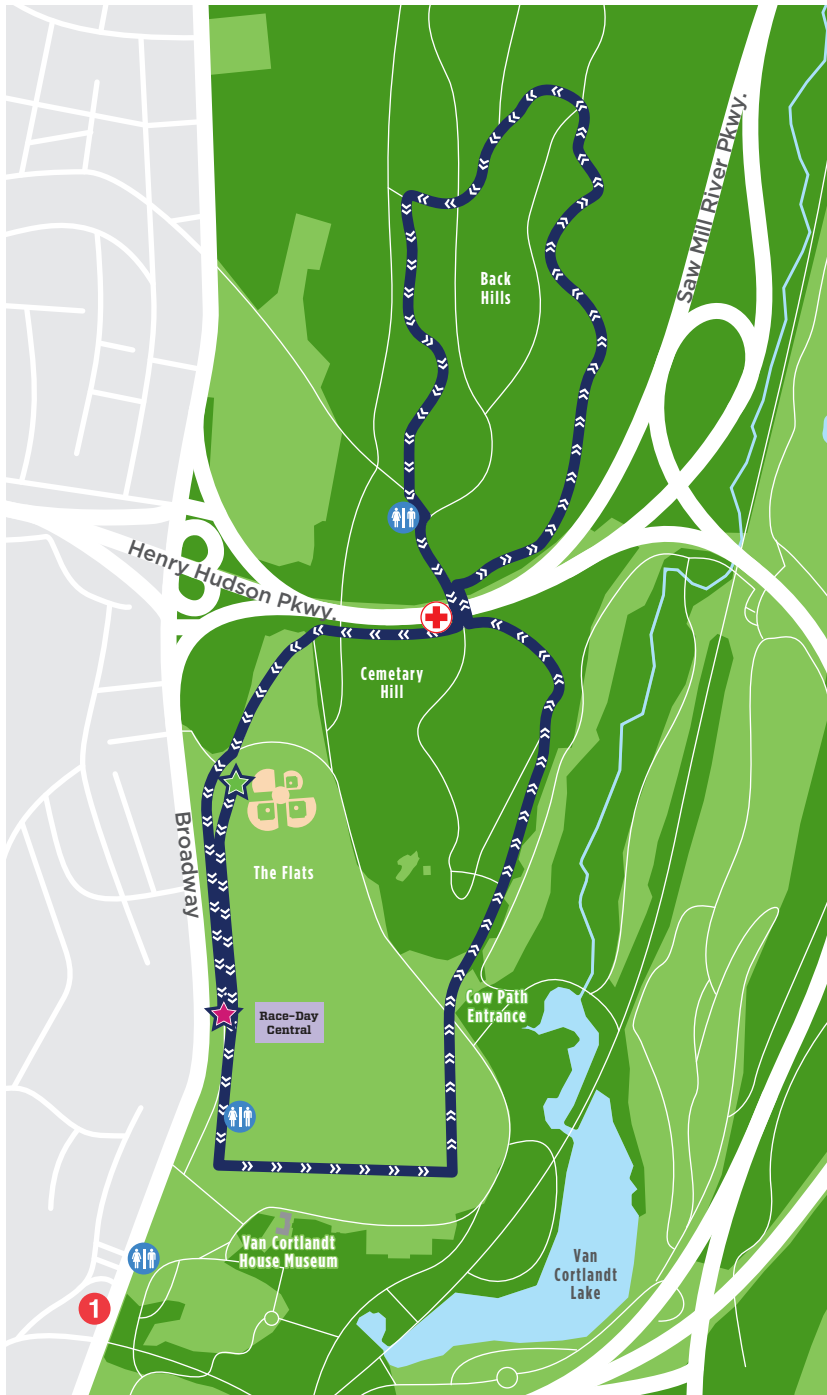 Saw Mill River Pkwy.
Back
Hills
Henry Hudson Pkwy.
Cemetary
Hill
Broadway
The Flats
Race-Day
Central
Cow Path
Entrance
Van Cortlandt
House Museum
Van
Cortlandt
Lake
1